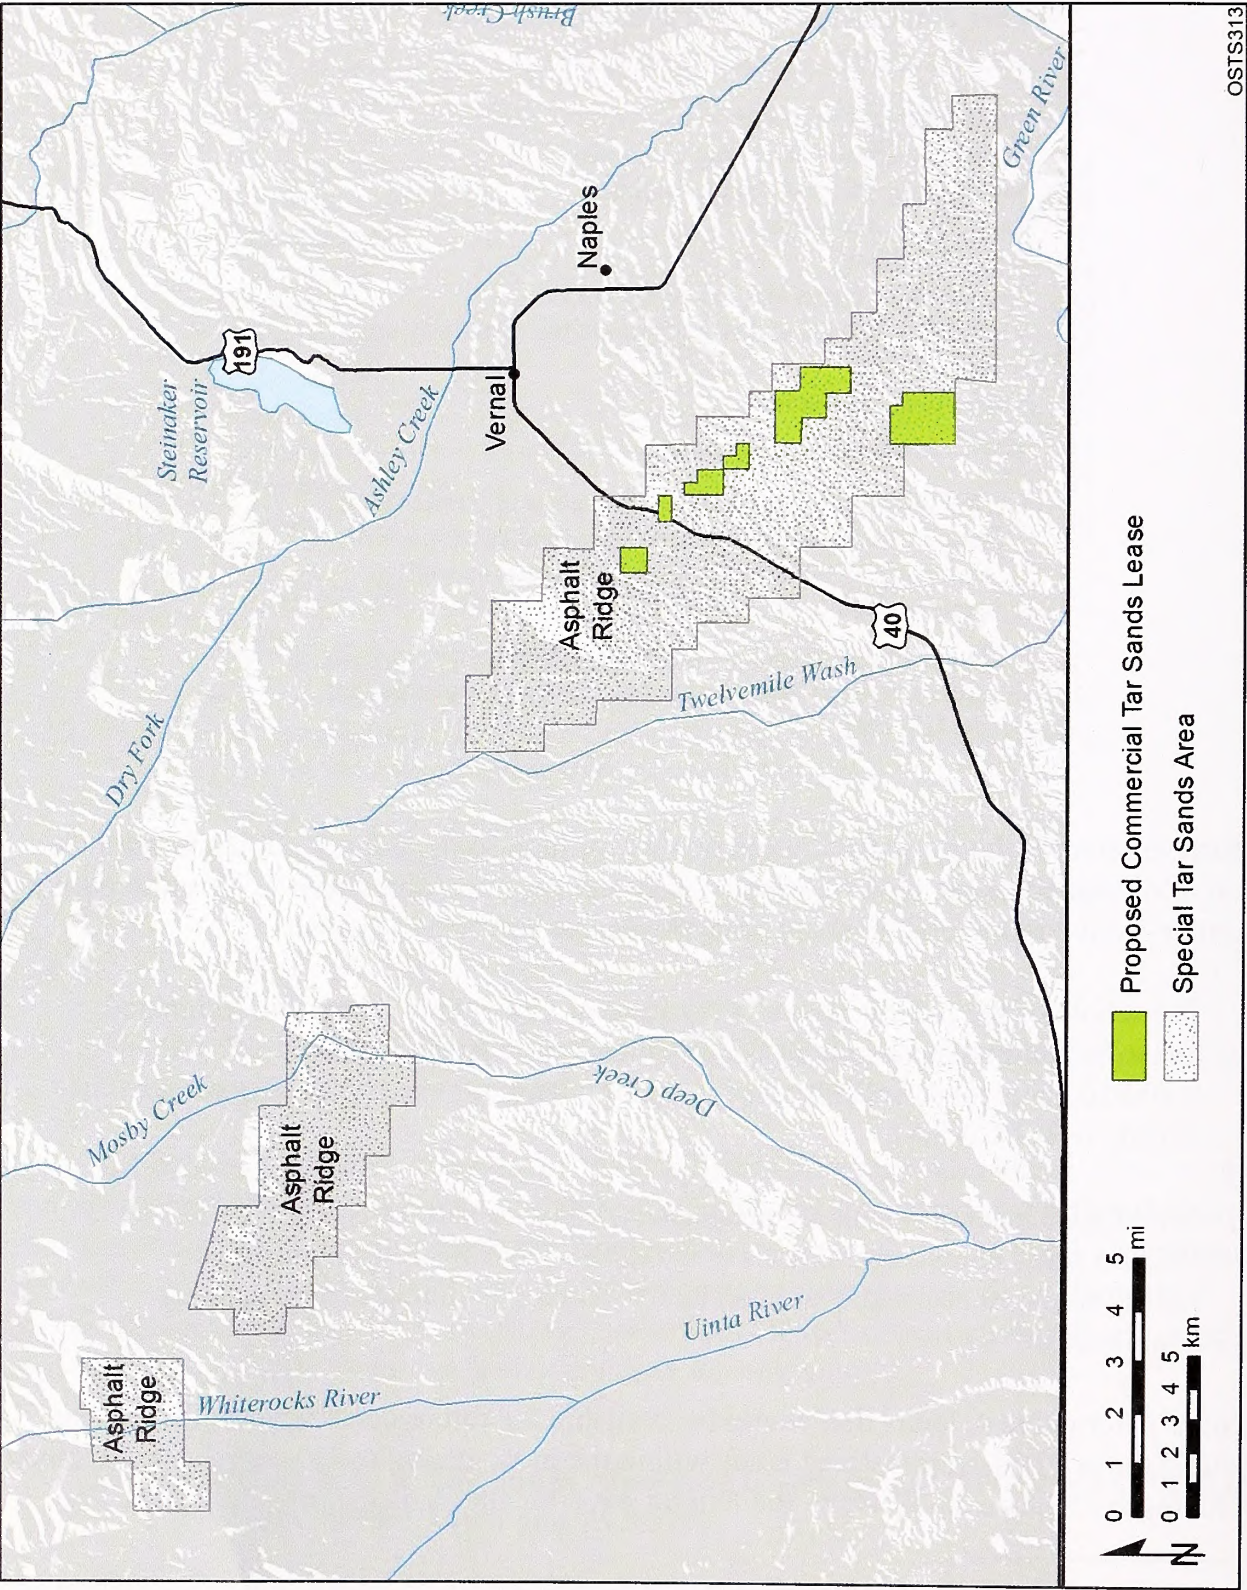 Asphalt
Ridge
Mosby Creek
Dry Fork
Steinaker
Reservoir
191
Whiterocks River
Asphalt
Ridge
Ashley Creek
Brush Creek
Vernal
Naples
Asphalt
Ridge
Deep Creek
Uinta River
Twelvemile Wash
40
Green River
0 1 2 3 4 5 mi
0 1 2 3 4 5 km
N
Proposed Commercial Tar Sands Lease
Special Tar Sands Area
OSTS313